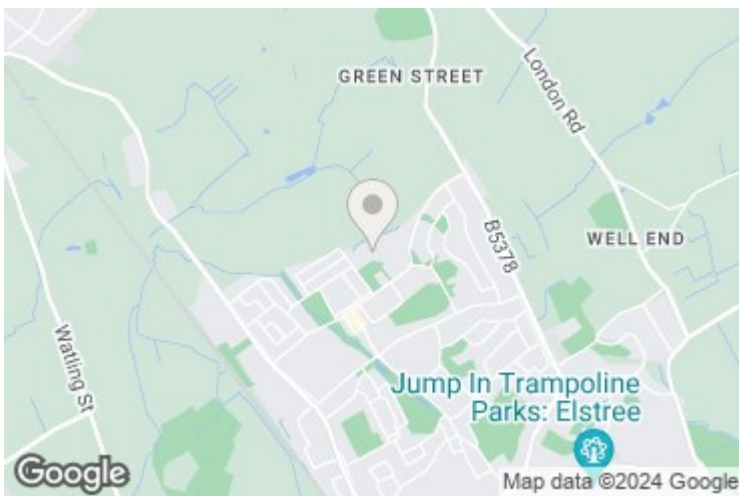 GREEN STREET
London Rd
B5378
WELL END
Watling St
Jump In Trampoline
Parks: Elstree
Google
Map data ©2024 Google